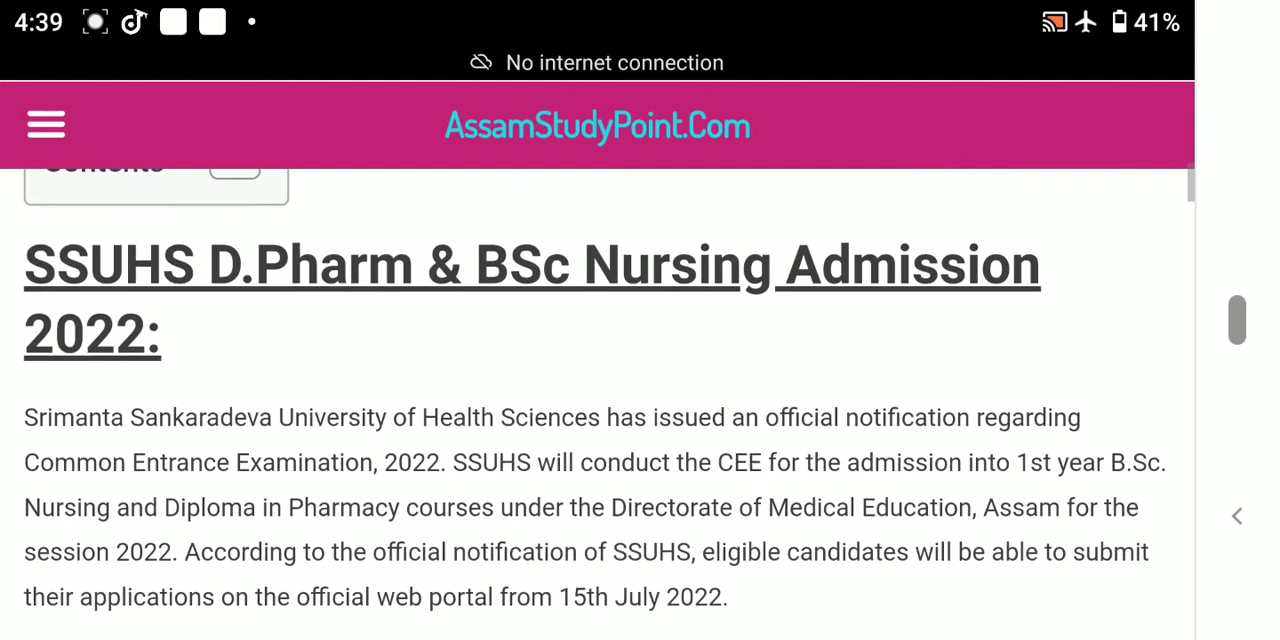 4:39
41%
No internet connection
AssamStudyPoint.Com
Contents
SSUHS D.Pharm & BSc Nursing Admission
2022:
Srimanta Sankaradeva University of Health Sciences has issued an official notification regarding
Common Entrance Examination, 2022. SSUHS will conduct the CEE for the admission into 1st year B.Sc.
Nursing and Diploma in Pharmacy courses under the Directorate of Medical Education, Assam for the
session 2022. According to the official notification of SSUHS, eligible candidates will be able to submit
their applications on the official web portal from 15th July 2022.